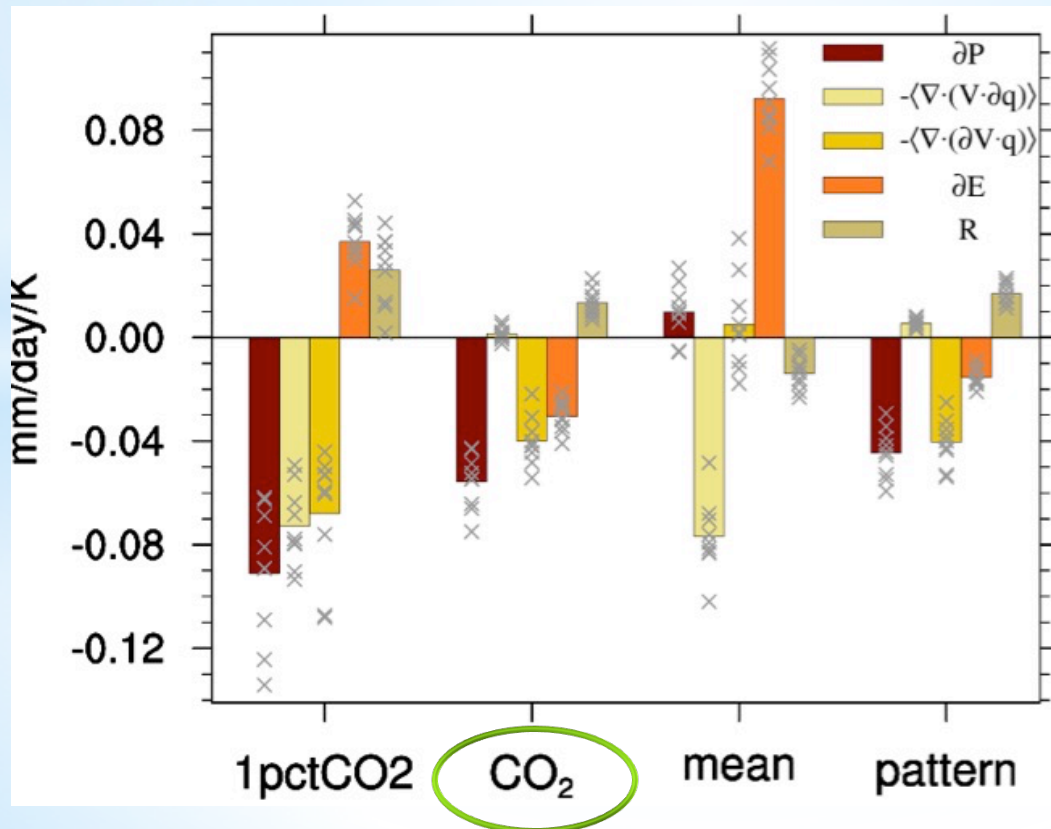 ∂P
-⟨∇·(V·∂q)⟩
-⟨∇·(∂V·q)⟩
∂E
R
mm/day/K
0.08
0.04
0.00
-0.04
-0.08
-0.12
1pctCO2 CO₂ mean pattern